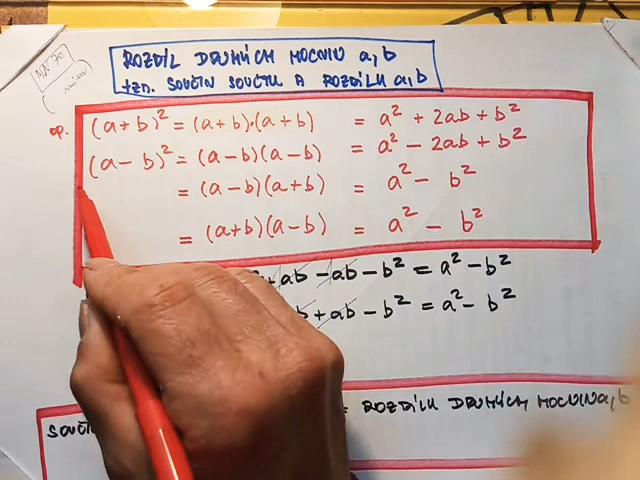 ROZDÍL DRUHÝCH MOCNIN a, b
tzn. SOUČIN SOUČTU A ROZDÍLU a, b
op. (a + b)² = (a + b)·(a + b) = a² + 2ab + b²
(a − b)² = (a − b)(a − b) = a² − 2ab + b²
= (a − b)(a + b) = a² − b²
= (a + b)(a − b) = a² − b²
+ ab − ab − b² = a² − b²
b + ab − b² = a² − b²
ROZDÍLU DRUHÝCH MOCNIN a, b